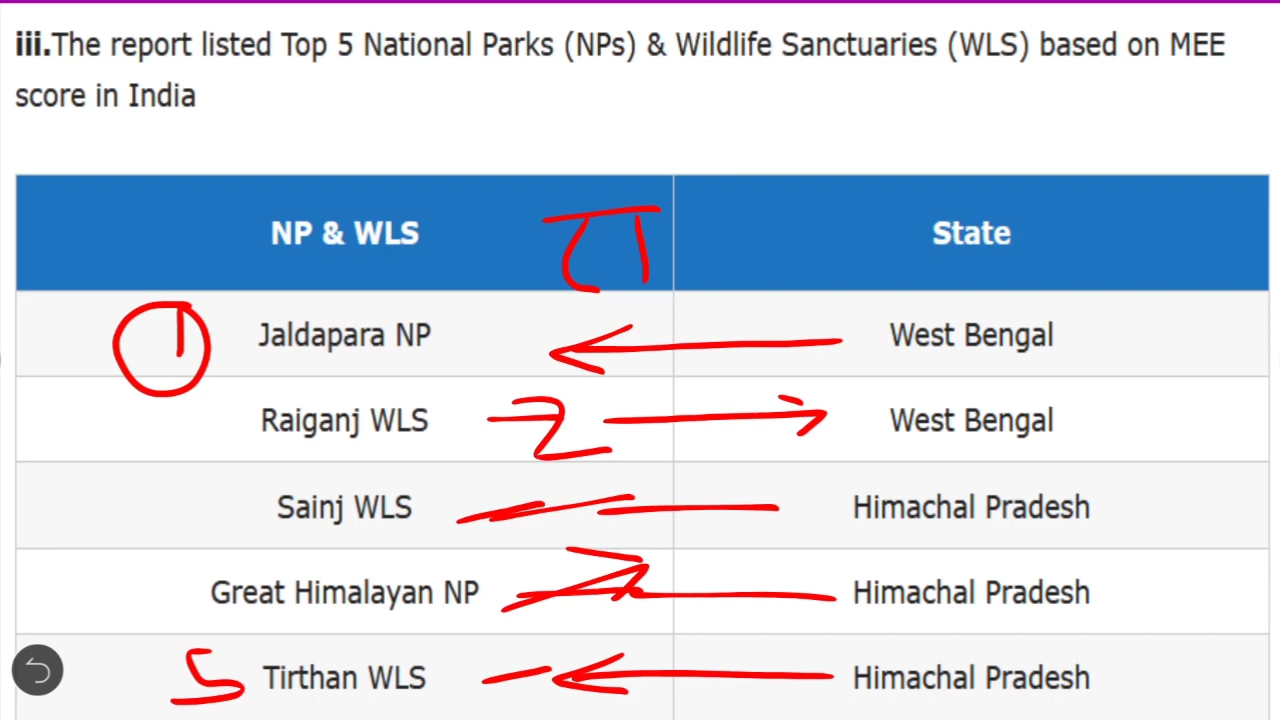 iii.The report listed Top 5 National Parks (NPs) & Wildlife Sanctuaries (WLS) based on MEE
score in India
NP & WLS State
1 Jaldapara NP West Bengal
Raiganj WLS 2 West Bengal
Sainj WLS Himachal Pradesh
Great Himalayan NP Himachal Pradesh
5 Tirthan WLS Himachal Pradesh